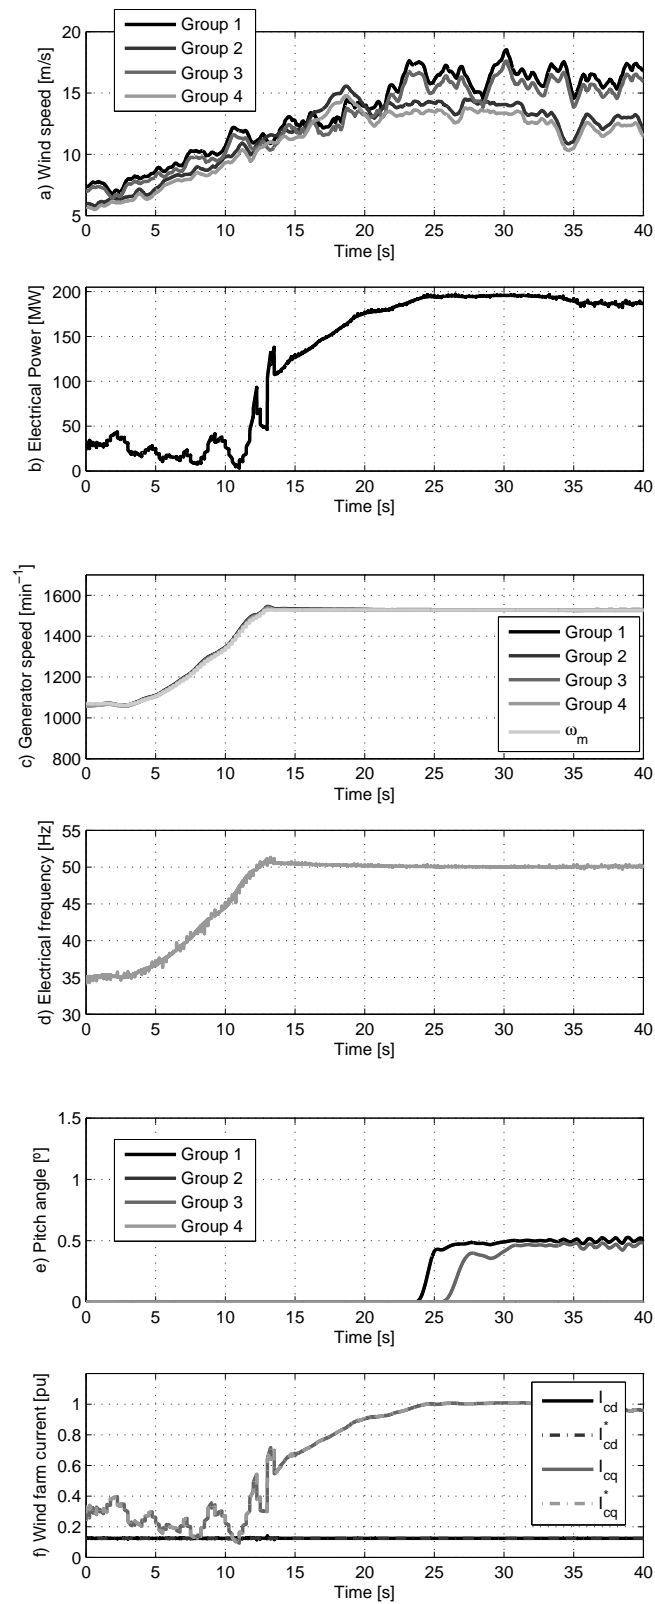 Group 1
Group 2
Group 3
Group 4
a) Wind speed [m/s]
20
15
10
5
0 5 10 15 20 25 30 35 40
Time [s]
b) Electrical Power [MW]
200
150
100
50
0
0 5 10 15 20 25 30 35 40
Time [s]
c) Generator speed [min⁻¹]
1600
1400
1200
1000
800
Group 1
Group 2
Group 3
Group 4
ω_m
0 5 10 15 20 25 30 35 40
Time [s]
d) Electrical frequency [Hz]
55
50
45
40
35
30
0 5 10 15 20 25 30 35 40
Time [s]
e) Pitch angle [º]
1.5
1
0.5
0
Group 1
Group 2
Group 3
Group 4
0 5 10 15 20 25 30 35 40
Time [s]
f) Wind farm current [pu]
1
0.8
0.6
0.4
0.2
0
I_cd
I*_cd
I_cq
I*_cq
0 5 10 15 20 25 30 35 40
Time [s]